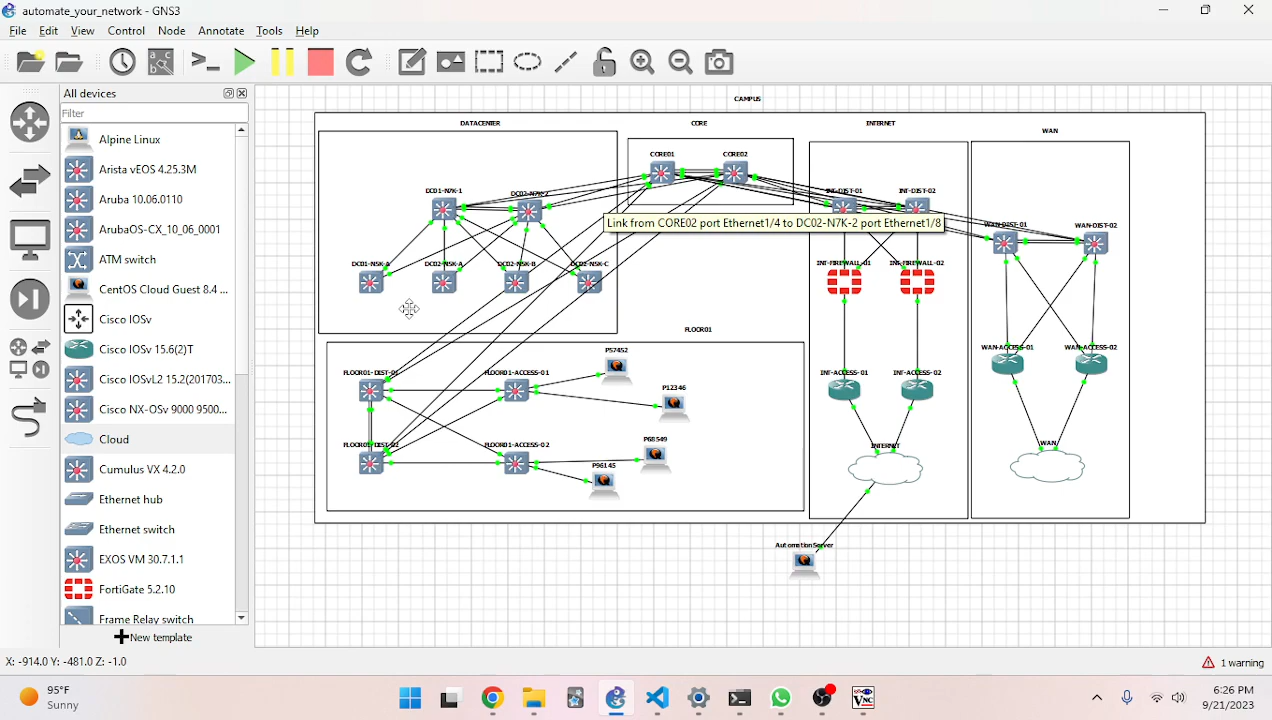 automate_your_network - GNS3
File Edit View Control Node Annotate Tools Help
All devices
Filter
Alpine Linux
Arista vEOS 4.25.3M
Aruba 10.06.0110
ArubaOS-CX_10_06_0001
ATM switch
CentOS Cloud Guest 8.4 ...
Cisco IOSv
Cisco IOSv 15.6(2)T
Cisco IOSvL2 15.2(201703...
Cisco NX-OSv 9000 9500...
Cloud
Cumulus VX 4.2.0
Ethernet hub
Ethernet switch
EXOS VM 30.7.1.1
FortiGate 5.2.10
Frame Relay switch
New template
CAMPUS
DATACENTER CORE INTERNET WAN
CORE01 CORE02
DC01-N7K-1 DC02-N7K-2 INT-DIST-01 INT-DIST-02
Link from CORE02 port Ethernet1/4 to DC02-N7K-2 port Ethernet1/8
WAN-DIST-01 WAN-DIST-02
DC01-N5K-A DC02-N5K-A DC02-N5K-B DC02-N5K-C INT-FIREWALL-01 INT-FIREWALL-02
FLOOR01
P57452 WAN-ACCESS-01 WAN-ACCESS-02
FLOOR01-DIST-01 FLOOR01-ACCESS-01 INT-ACCESS-01 INT-ACCESS-02
P12346
FLOOR01-DIST-02 FLOOR01-ACCESS-02 P68549 INTERNET WAN
P96145
Automation Server
X: -914.0 Y: -481.0 Z: -1.0
1 warning
95°F
Sunny
6:26 PM
9/21/2023